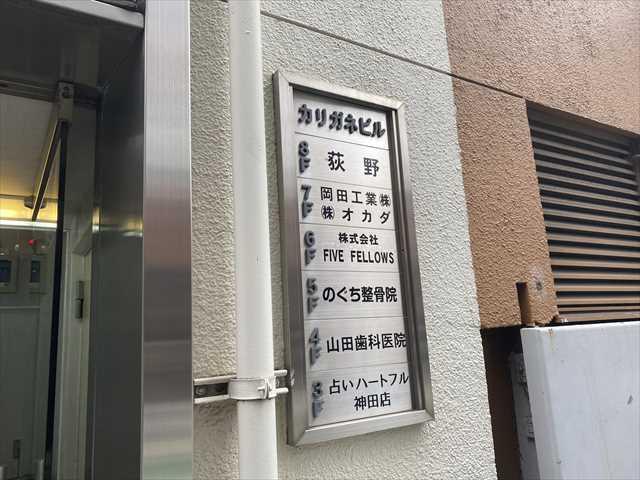 カリガネビル
8F 荻野
7F 岡田工業㈱
㈱オカダ
6F 株式会社
FIVE FELLOWS
5F のぐち整骨院
4F 山田歯科医院
3F 占いハートフル
神田店